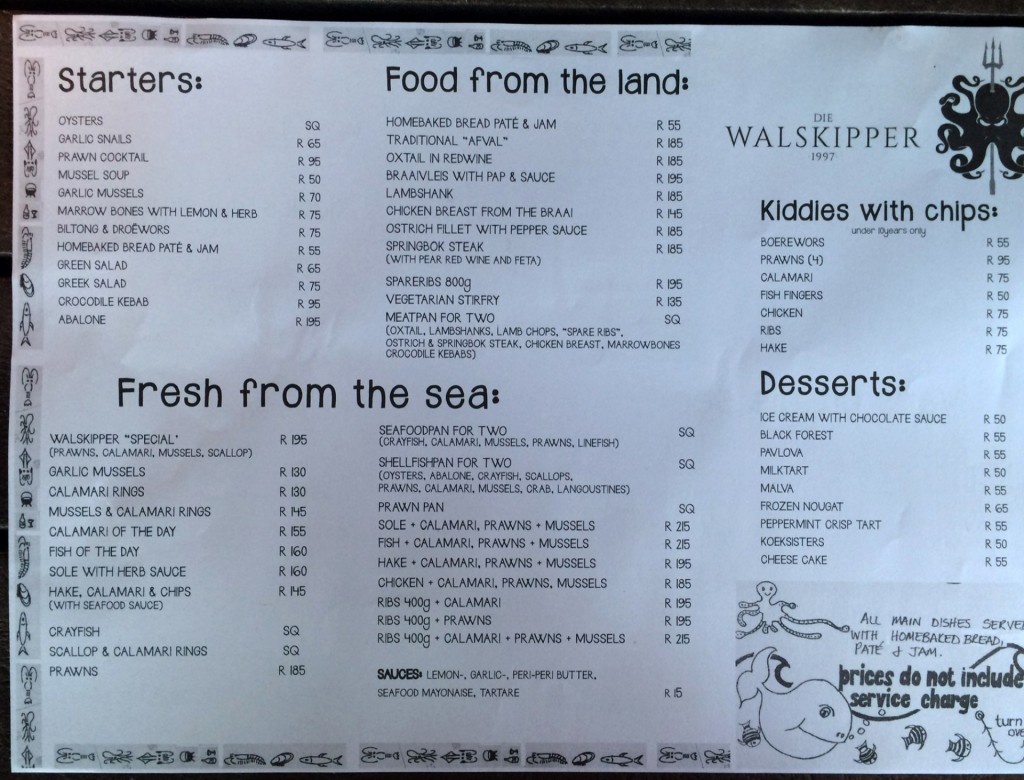 Starters:
OYSTERS SQ
GARLIC SNAILS R 65
PRAWN COCKTAIL R 95
MUSSEL SOUP R 50
GARLIC MUSSELS R 70
MARROW BONES WITH LEMON & HERB R 75
BILTONG & DROËWORS R 75
HOMEBAKED BREAD PATÉ & JAM R 55
GREEN SALAD R 65
GREEK SALAD R 75
CROCODILE KEBAB R 95
ABALONE R 195
Food from the land:
HOMEBAKED BREAD PATÉ & JAM R 55
TRADITIONAL "AFVAL" R 185
OXTAIL IN REDWINE R 185
BRAAIVLEIS WITH PAP & SAUCE R 195
LAMBSHANK R 185
CHICKEN BREAST FROM THE BRAAI R 145
OSTRICH FILLET WITH PEPPER SAUCE R 185
SPRINGBOK STEAK R 185
(WITH PEAR RED WINE AND FETA)
SPARERIBS 800g R 195
VEGETARIAN STIRFRY R 135
MEATPAN FOR TWO SQ
(OXTAIL, LAMBSHANKS, LAMB CHOPS, "SPARE RIBS",
OSTRICH & SPRINGBOK STEAK, CHICKEN BREAST, MARROWBONES
CROCODILE KEBABS)
DIE
WALSKIPPER
1997
Kiddies with chips:
under 10years only
BOEREWORS R 55
PRAWNS (4) R 95
CALAMARI R 75
FISH FINGERS R 50
CHICKEN R 75
RIBS R 75
HAKE R 75
Fresh from the sea:
WALSKIPPER "SPECIAL' R 195
(PRAWNS, CALAMARI, MUSSELS, SCALLOP)
GARLIC MUSSELS R 130
CALAMARI RINGS R 130
MUSSELS & CALAMARI RINGS R 145
CALAMARI OF THE DAY R 155
FISH OF THE DAY R 160
SOLE WITH HERB SAUCE R 160
HAKE, CALAMARI & CHIPS R 145
(WITH SEAFOOD SAUCE)
CRAYFISH SQ
SCALLOP & CALAMARI RINGS SQ
PRAWNS R 185
SEAFOODPAN FOR TWO SQ
(CRAYFISH, CALAMARI, MUSSELS, PRAWNS, LINEFISH)
SHELLFISHPAN FOR TWO SQ
(OYSTERS, ABALONE, CRAYFISH, SCALLOPS,
PRAWNS, CALAMARI, MUSSELS, CRAB, LANGOUSTINES)
PRAWN PAN SQ
SOLE + CALAMARI, PRAWNS + MUSSELS R 215
FISH + CALAMARI, PRAWNS + MUSSELS R 215
HAKE + CALAMARI, PRAWNS + MUSSELS R 195
CHICKEN + CALAMARI, PRAWNS, MUSSELS R 185
RIBS 400g + CALAMARI R 195
RIBS 400g + PRAWNS R 195
RIBS 400g + CALAMARI + PRAWNS + MUSSELS R 215
SAUCES: LEMON-, GARLIC-, PERI-PERI BUTTER,
SEAFOOD MAYONAISE, TARTARE R 15
Desserts:
ICE CREAM WITH CHOCOLATE SAUCE R 50
BLACK FOREST R 55
PAVLOVA R 55
MILKTART R 50
MALVA R 55
FROZEN NOUGAT R 65
PEPPERMINT CRISP TART R 55
KOEKSISTERS R 50
CHEESE CAKE R 55
ALL MAIN DISHES SERVE
WITH HOMEBAKED BREAD,
PATÉ & JAM.
prices do not include
service charge
turn
ove